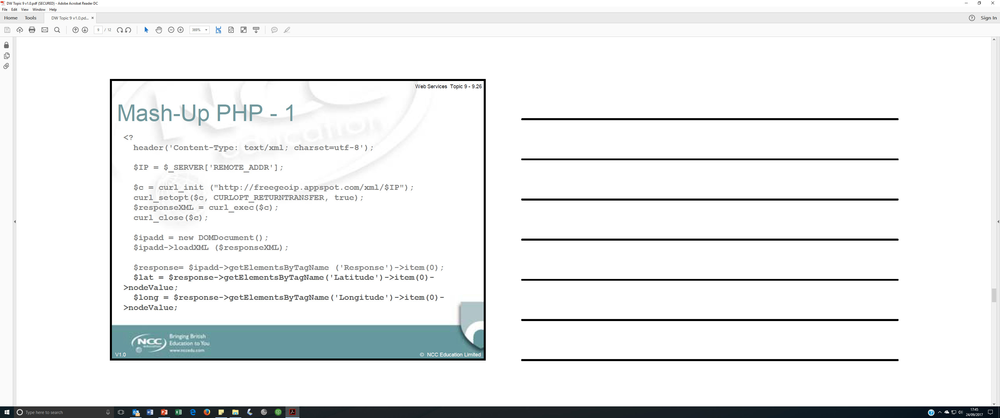 DW Topic 9 v1.0.pdf (SECURED) - Adobe Acrobat Reader DC
File Edit View Window Help
Home Tools DW Topic 9 v1.0.pd... × Sign In
9 / 12 369%
Web Services Topic 9 - 9.26
Mash-Up PHP - 1
<?
header('Content-Type: text/xml; charset=utf-8');
$IP = $_SERVER['REMOTE_ADDR'];
$c = curl_init ("http://freegeoip.appspot.com/xml/$IP");
curl_setopt($c, CURLOPT_RETURNTRANSFER, true);
$responseXML = curl_exec($c);
curl_close($c);
$ipadd = new DOMDocument();
$ipadd->loadXML ($responseXML);
$response= $ipadd->getElementsByTagName ('Response')->item(0);
$lat = $response->getElementsByTagName('Latitude')->item(0)-
>nodeValue;
$long = $response->getElementsByTagName('Longitude')->item(0)-
>nodeValue;
NCC education
Bringing British
Education to You
www.nccedu.com
V1.0 © NCC Education Limited
Type here to search
17:45
24/09/2017